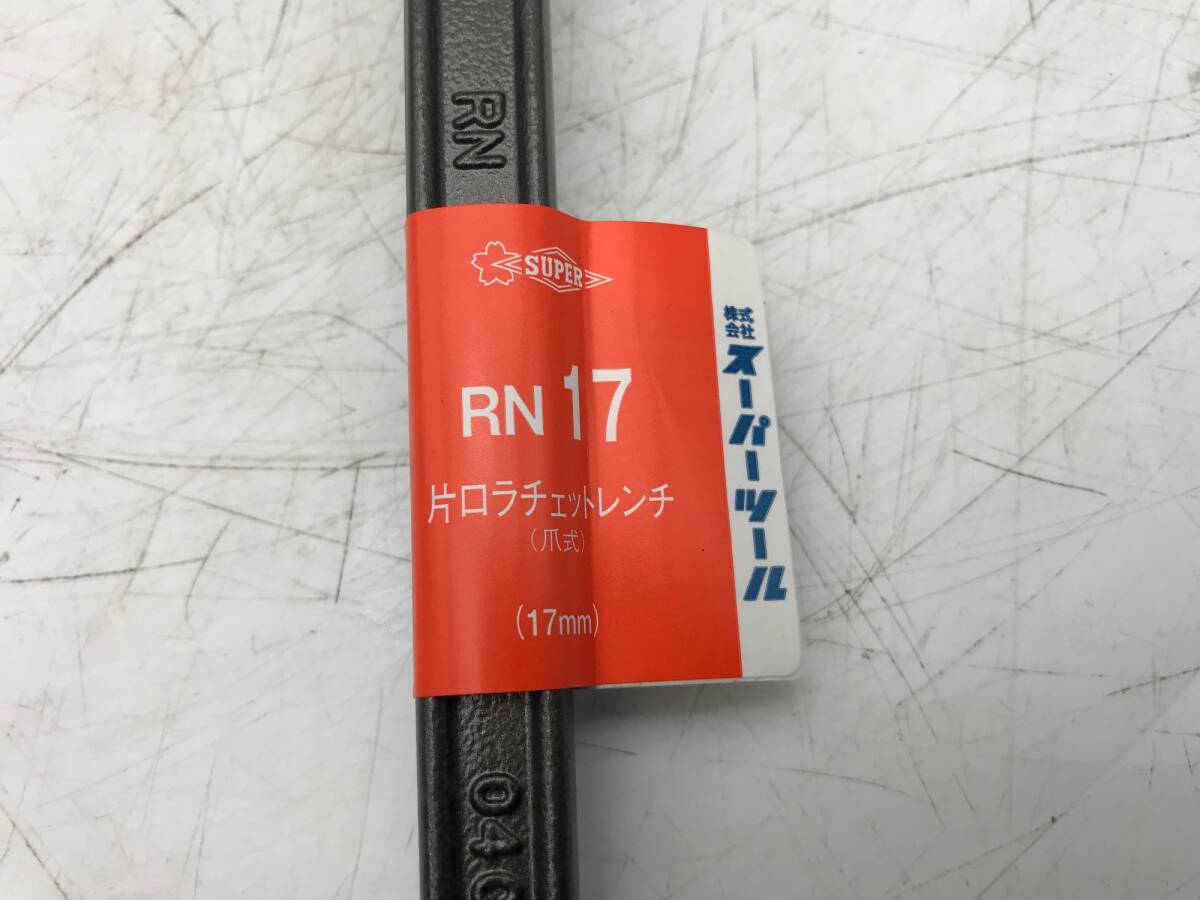 RN
SUPER
RN 17
片口ラチェットレンチ
(爪式)
(17mm)
株式会社
スーパーツール
040